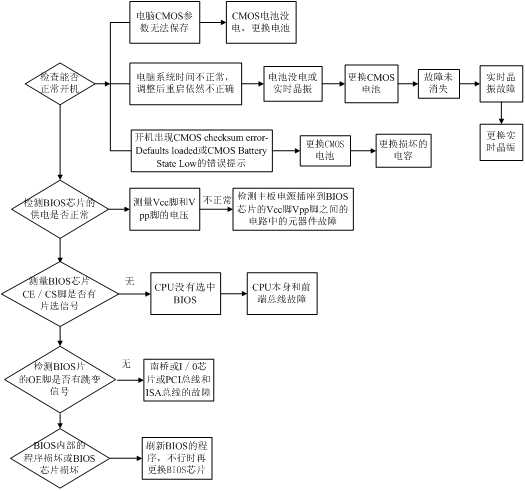 电脑CMOS参
数无法保存
CMOS电池没
电，更换电池
检查能否
正常开机
电脑系统时间不正常，
调整后重启依然不正确
电池没电或
实时晶振
更换CMOS
电池
故障未
消失
实时晶
振故障
更换实
时晶振
开机出现CMOS checksum error-
Defaults loaded或CMOS Battery
State Low的错误提示
更换CMOS
电池
更换损坏的
电容
检测BIOS芯片的
供电是否正常
测量Vcc脚和V
pp脚的电压
不正常
检测主板电源插座到BIOS
芯片的Vcc脚Vpp脚之间的
电路中的元器件故障
测量BIOS芯片
CE／CS脚是否有
片选信号
无
CPU没有选中
BIOS
CPU本身和前
端总线故障
检测BIOS片
的OE脚是否有跳变
信号
无
南桥或I／0芯
片或PCI总线和
ISA总线的故障
BIOS内部的
程序损坏或BIOS
芯片损坏
刷新BIOS的程
序，不行时再
更换BIOS芯片